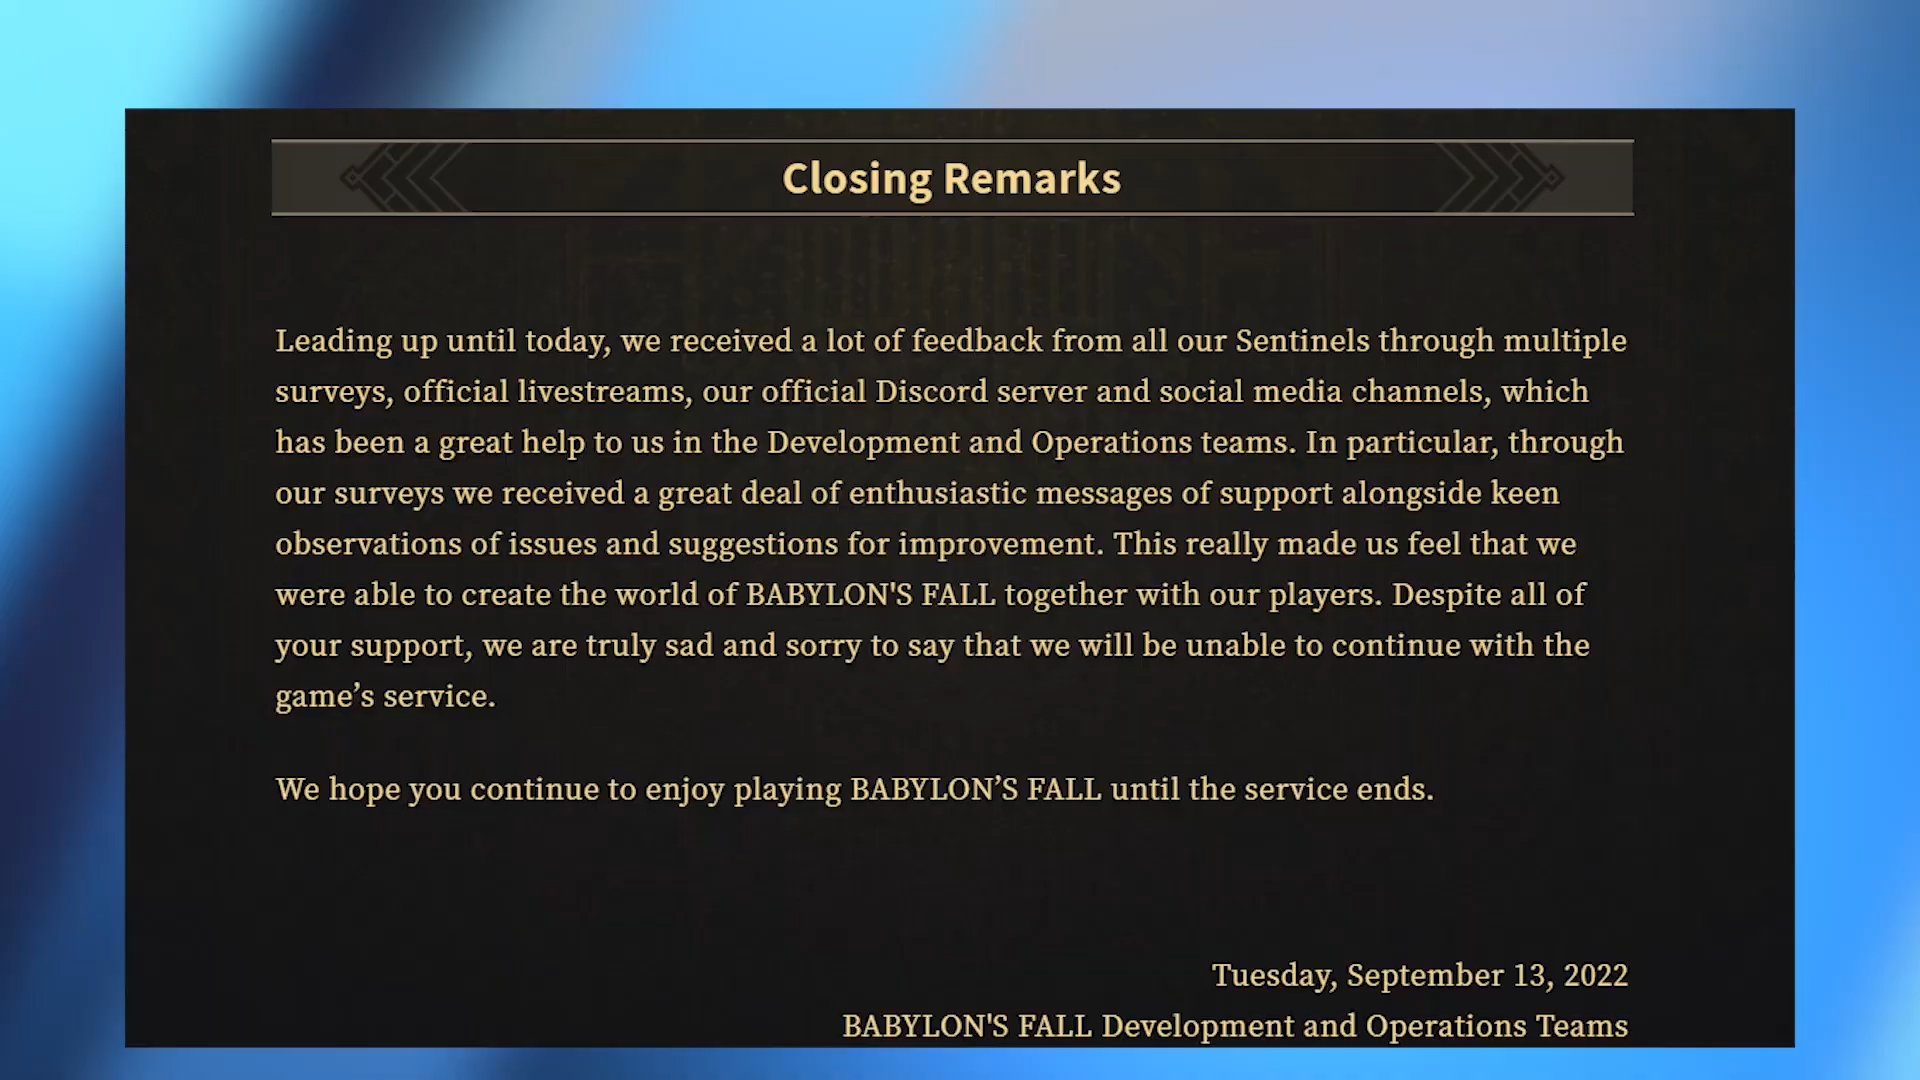 Closing Remarks
Leading up until today, we received a lot of feedback from all our Sentinels through multiple
surveys, official livestreams, our official Discord server and social media channels, which
has been a great help to us in the Development and Operations teams. In particular, through
our surveys we received a great deal of enthusiastic messages of support alongside keen
observations of issues and suggestions for improvement. This really made us feel that we
were able to create the world of BABYLON'S FALL together with our players. Despite all of
your support, we are truly sad and sorry to say that we will be unable to continue with the
game’s service.
We hope you continue to enjoy playing BABYLON’S FALL until the service ends.
Tuesday, September 13, 2022
BABYLON'S FALL Development and Operations Teams